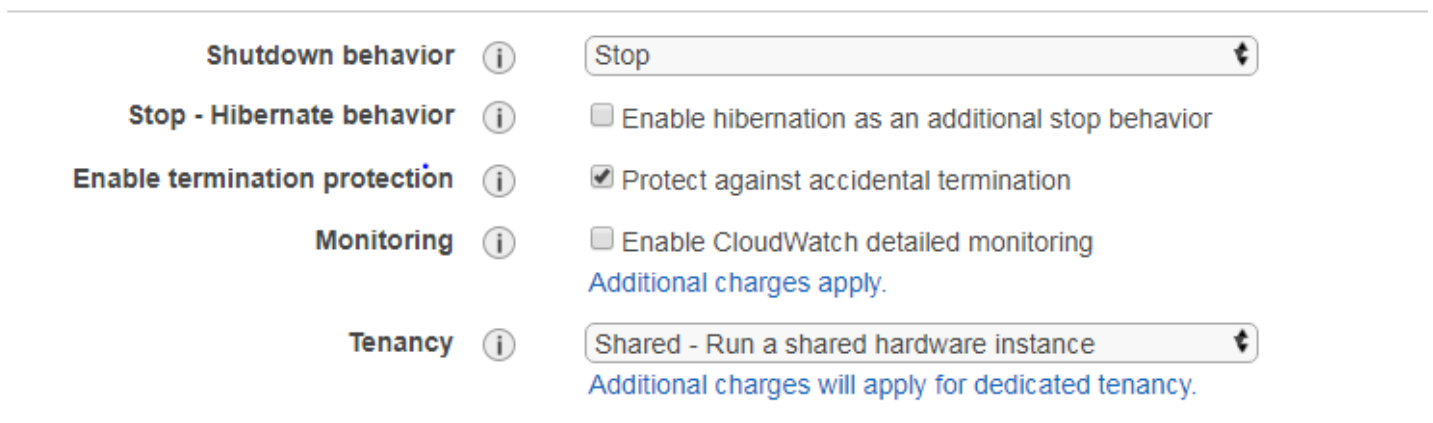 Shutdown behavior i Stop
Stop - Hibernate behavior i Enable hibernation as an additional stop behavior
Enable termination protection i Protect against accidental termination
Monitoring i Enable CloudWatch detailed monitoring
Additional charges apply.
Tenancy i Shared - Run a shared hardware instance
Additional charges will apply for dedicated tenancy.